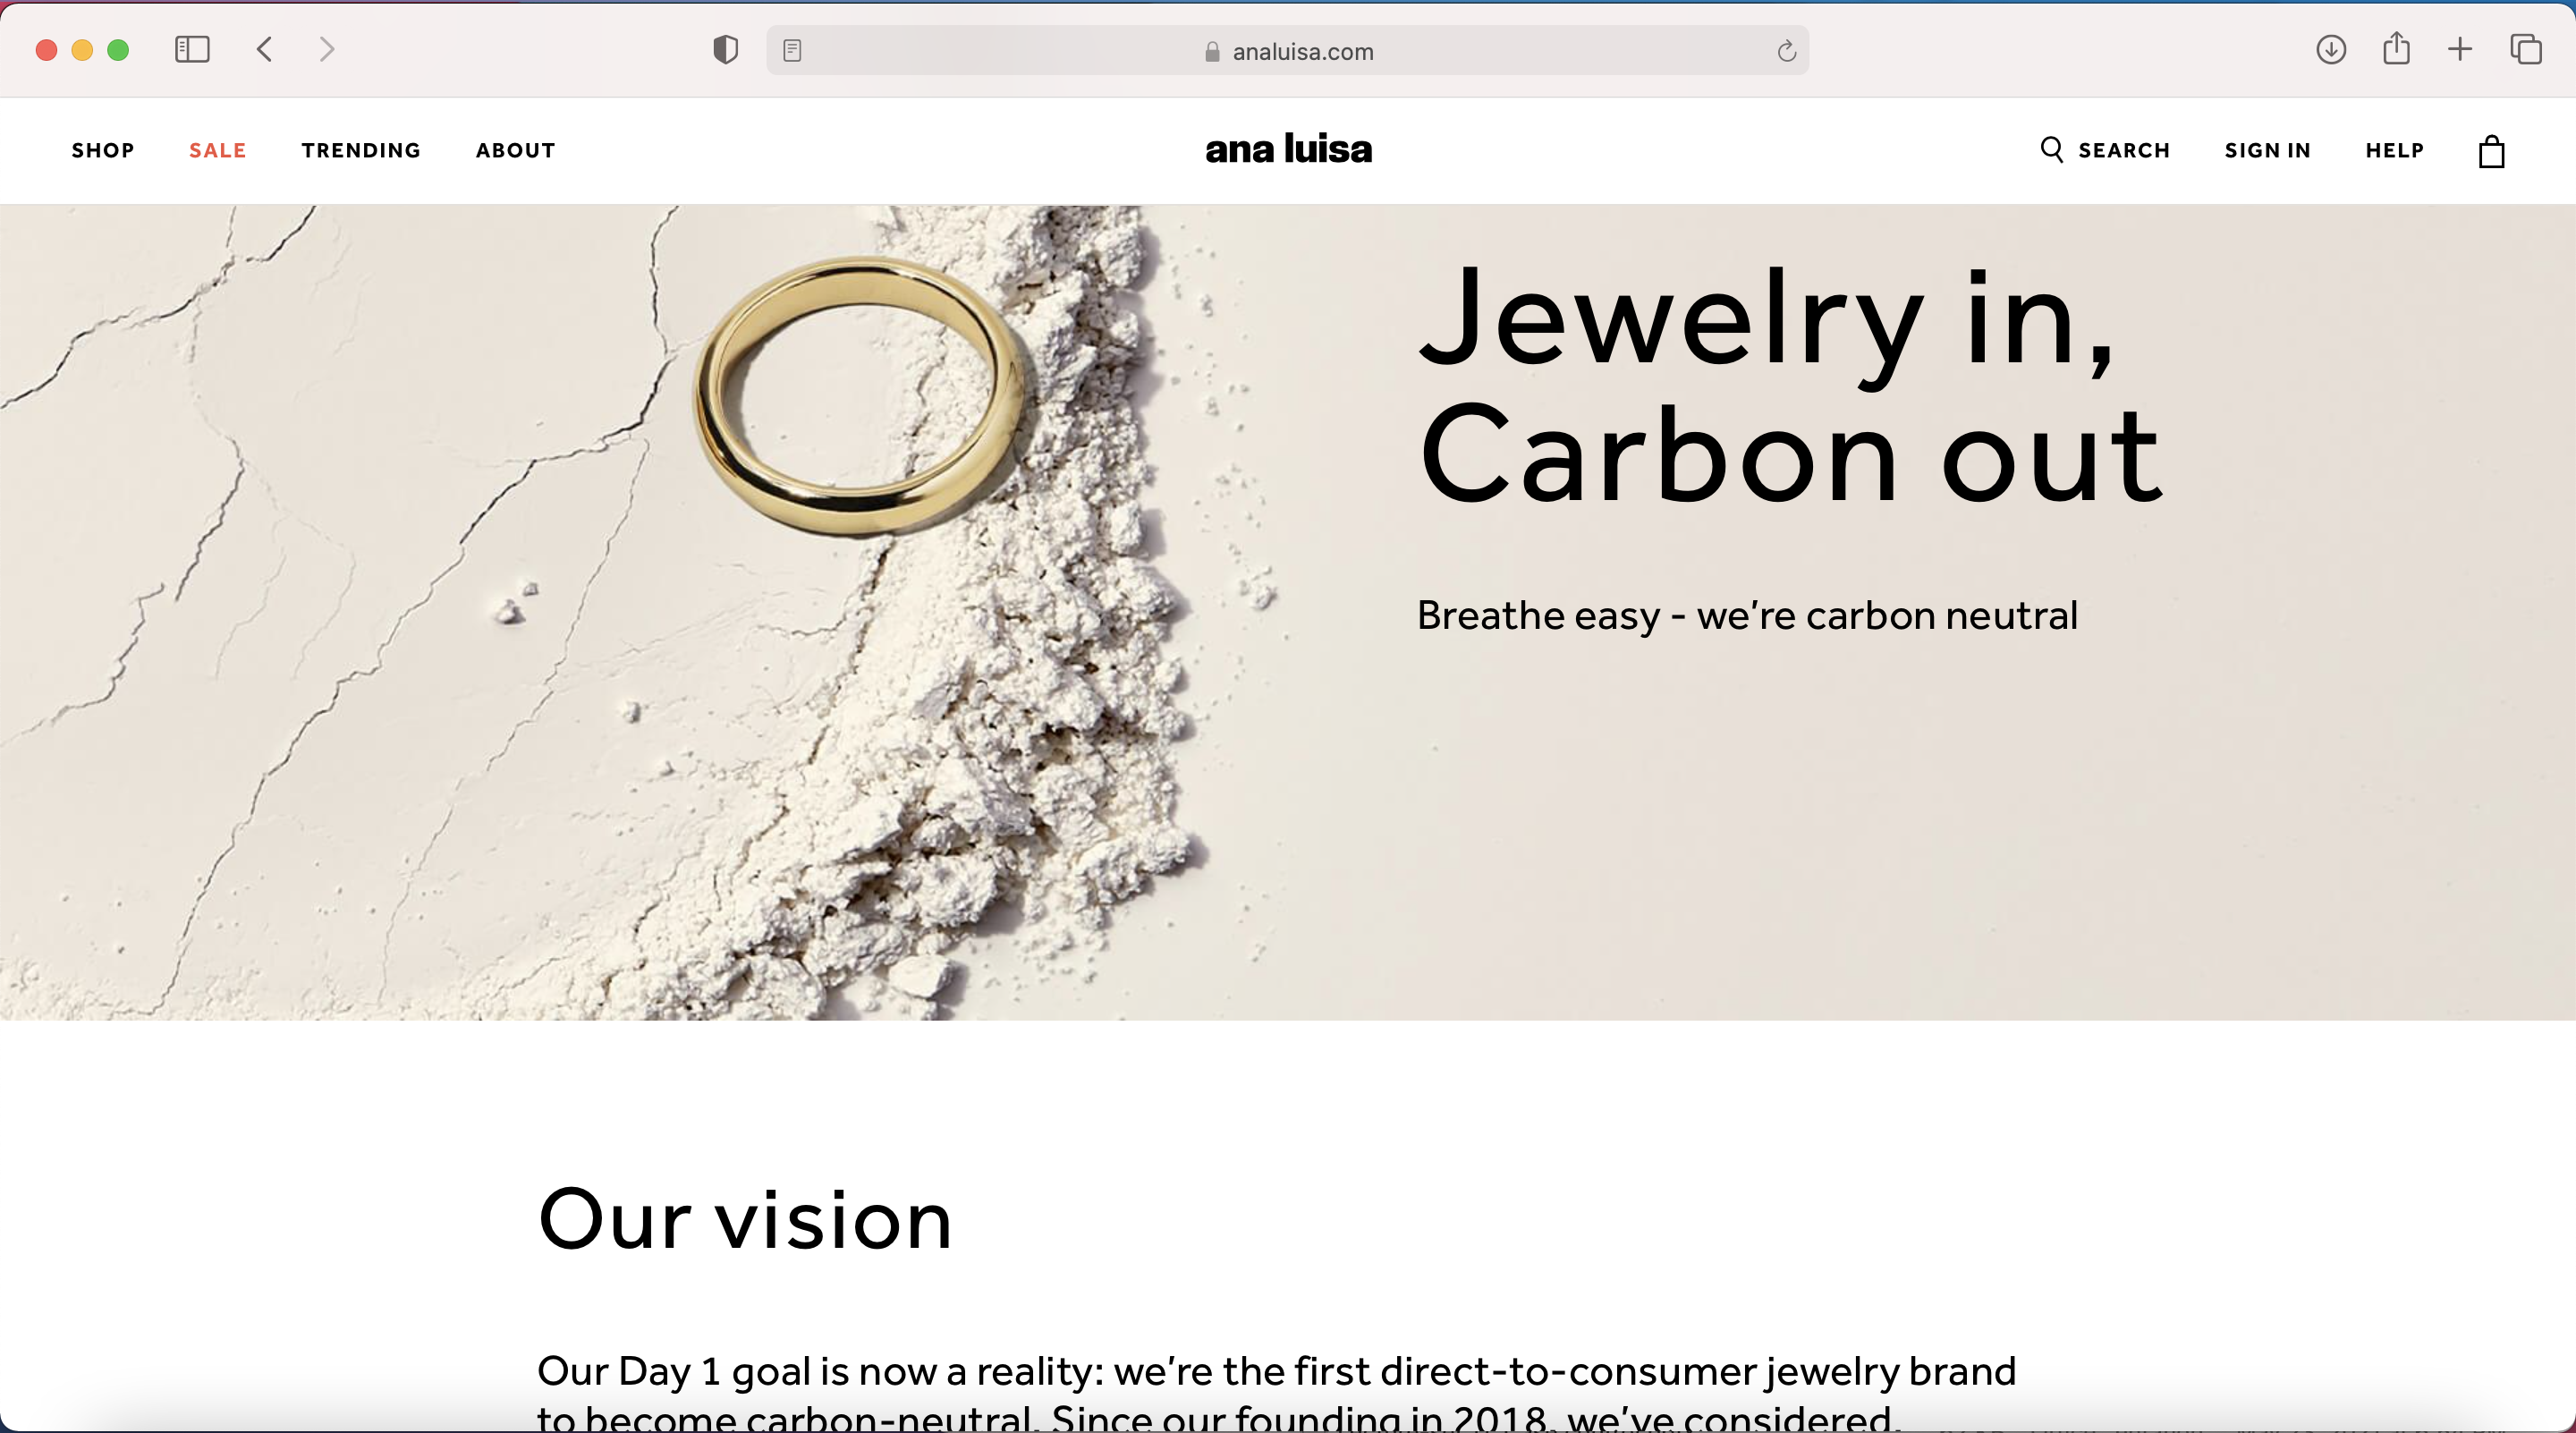 analuisa.com
SHOP SALE TRENDING ABOUT ana luisa SEARCH SIGN IN HELP
Jewelry in,
Carbon out
Breathe easy - we're carbon neutral
Our vision
Our Day 1 goal is now a reality: we're the first direct-to-consumer jewelry brand
to become carbon-neutral. Since our founding in 2018, we've considered,